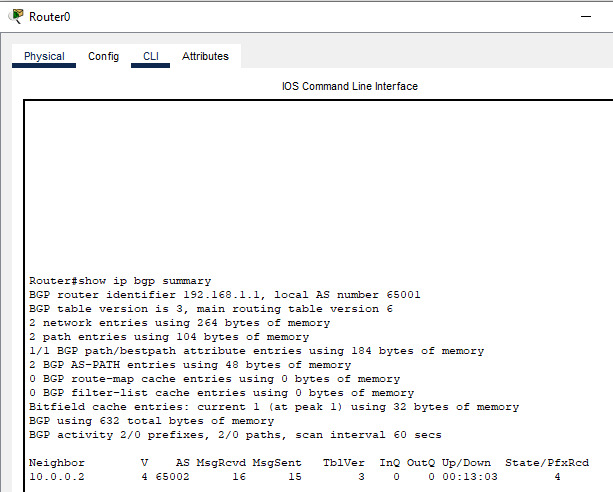 Router0
Physical Config CLI Attributes
IOS Command Line Interface
Router#show ip bgp summary
BGP router identifier 192.168.1.1, local AS number 65001
BGP table version is 3, main routing table version 6
2 network entries using 264 bytes of memory
2 path entries using 104 bytes of memory
1/1 BGP path/bestpath attribute entries using 184 bytes of memory
2 BGP AS-PATH entries using 48 bytes of memory
0 BGP route-map cache entries using 0 bytes of memory
0 BGP filter-list cache entries using 0 bytes of memory
Bitfield cache entries: current 1 (at peak 1) using 32 bytes of memory
BGP using 632 total bytes of memory
BGP activity 2/0 prefixes, 2/0 paths, scan interval 60 secs
Neighbor V AS MsgRcvd MsgSent TblVer InQ OutQ Up/Down State/PfxRcd
10.0.0.2 4 65002 16 15 3 0 0 00:13:03 4